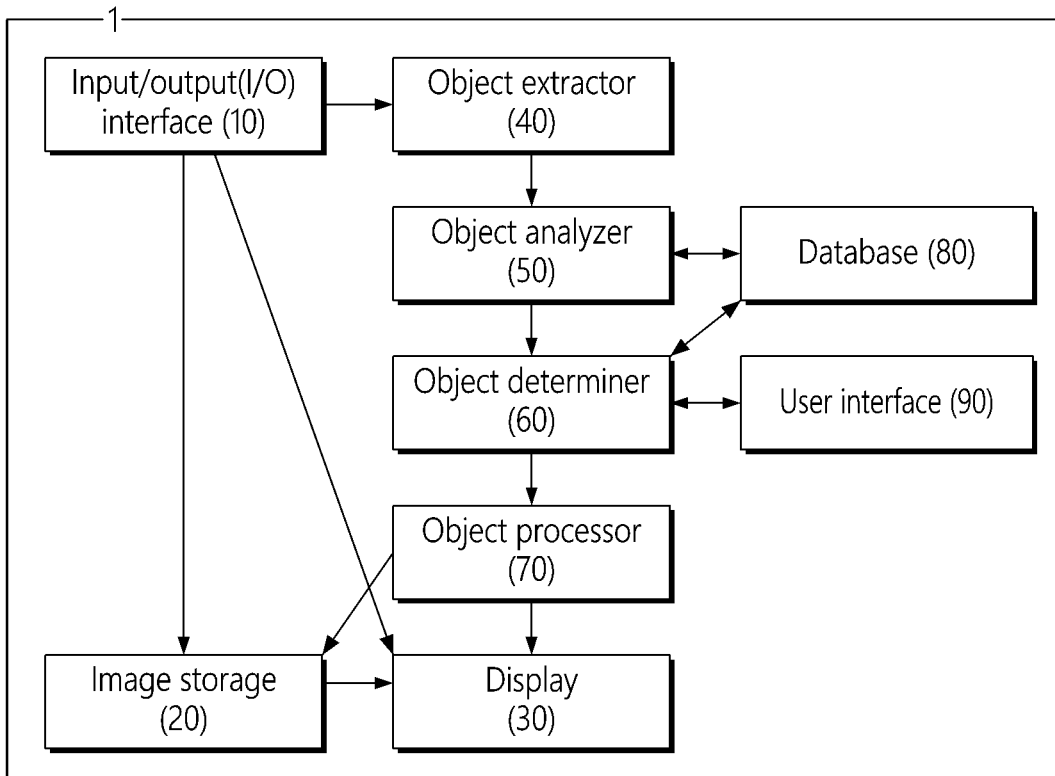 1
Input/output(I/O)
interface (10)
Object extractor
(40)
Object analyzer
(50)
Database (80)
Object determiner
(60)
User interface (90)
Object processor
(70)
Image storage
(20)
Display
(30)